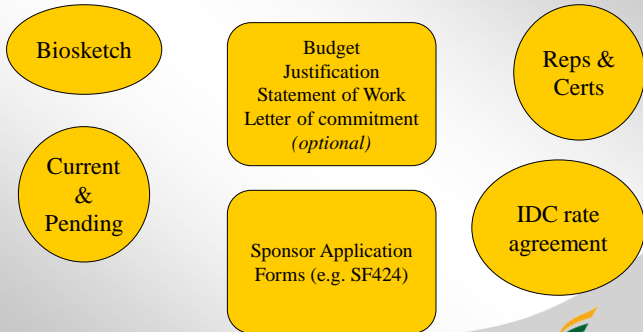 Biosketch
Budget
Justification
Statement of Work
Letter of commitment
(optional)
Reps &
Certs
Current
&
Pending
Sponsor Application
Forms (e.g. SF424)
IDC rate
agreement